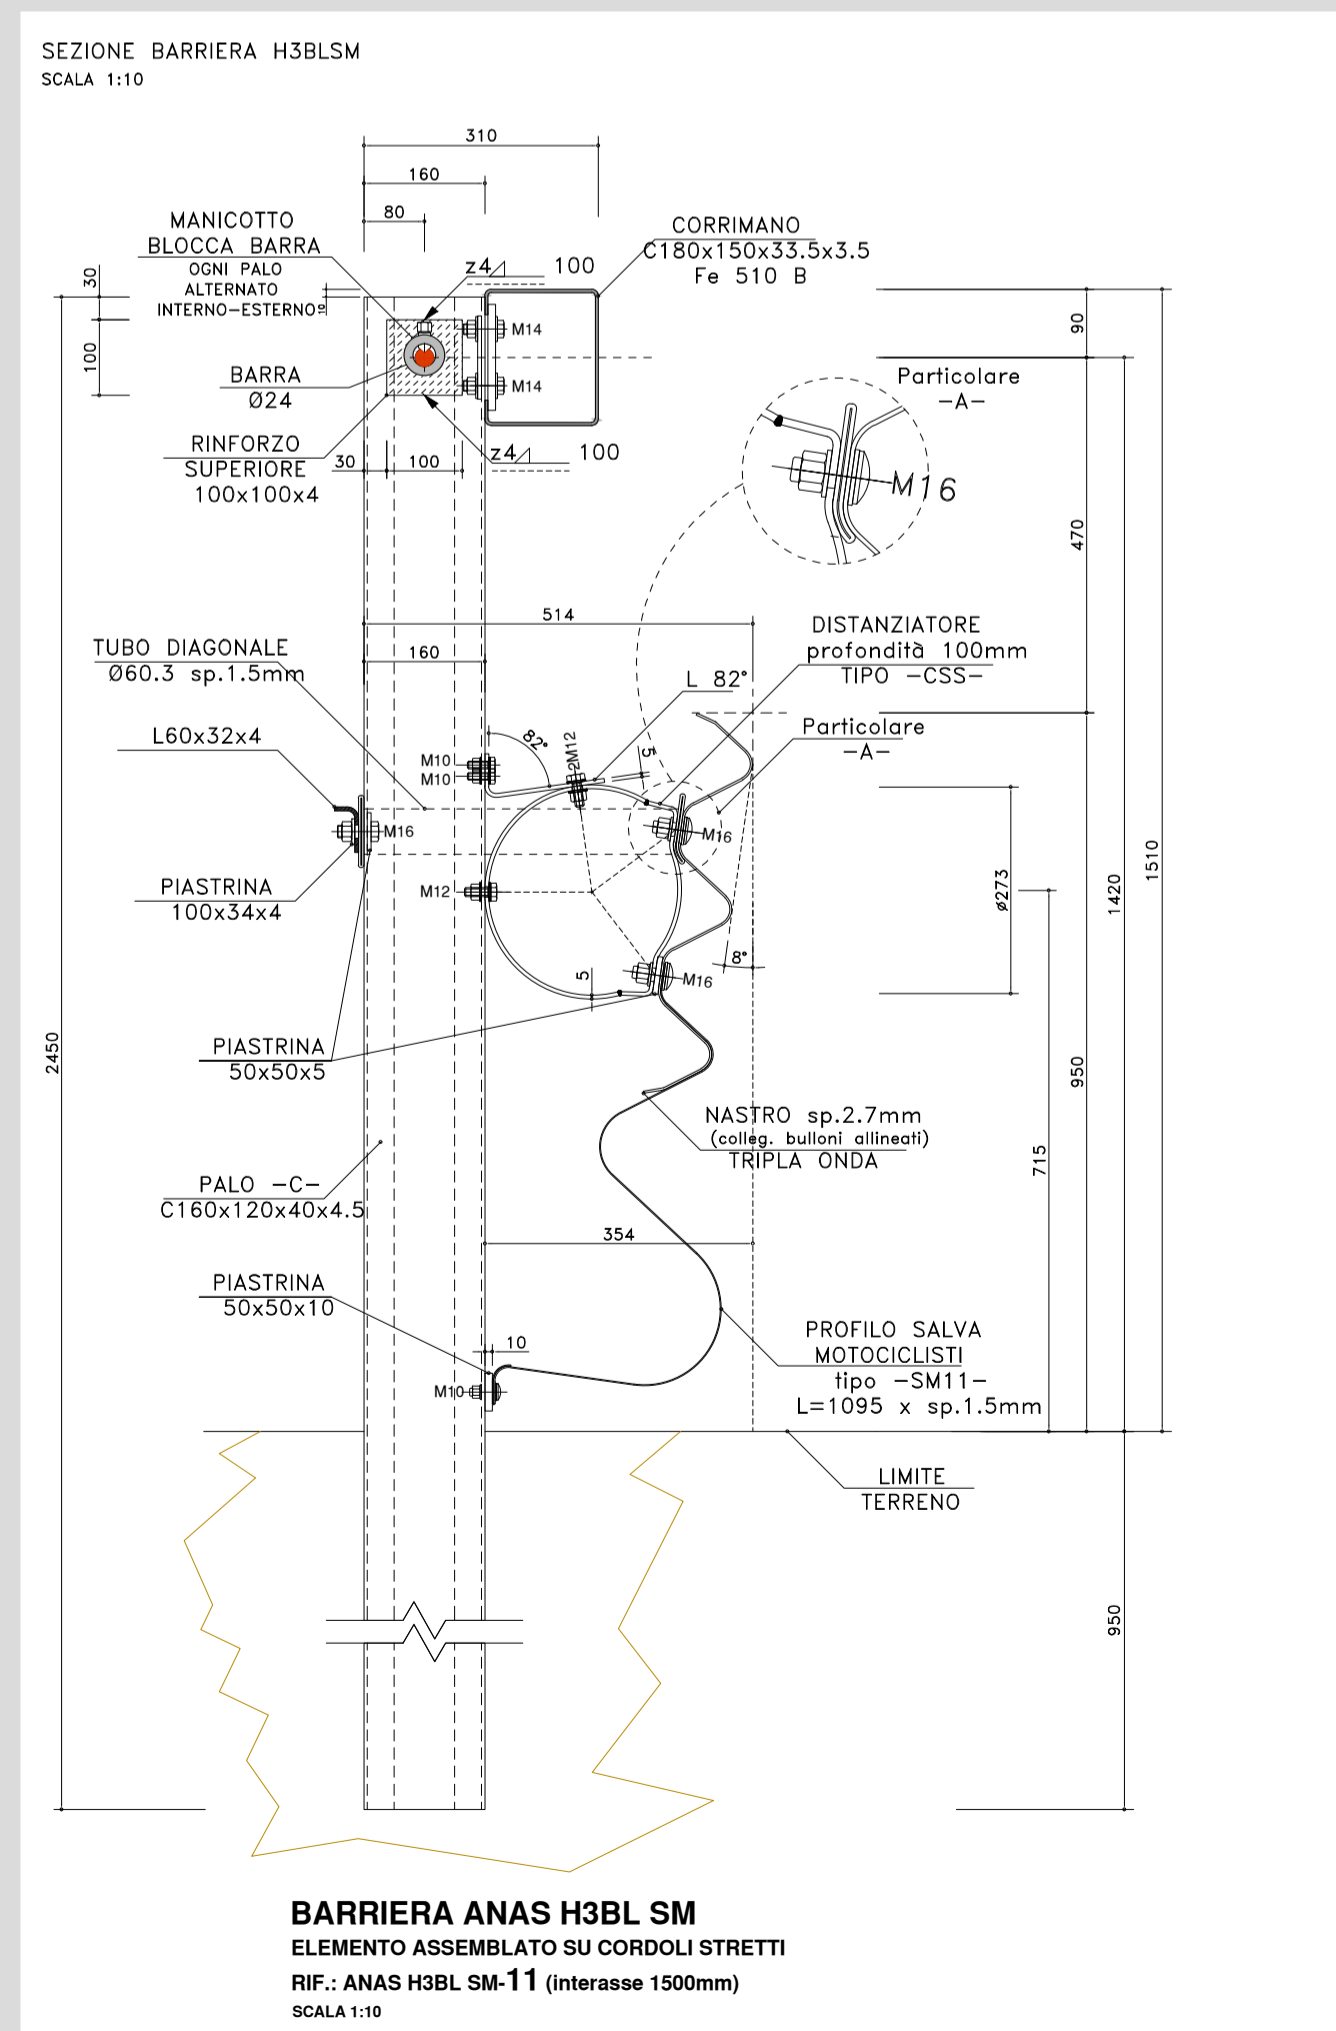 SEZIONE BARRIERA H3BLSM
SCALA 1:10
310
160
80
MANICOTTO
BLOCCA BARRA
OGNI PALO
ALTERNATO
INTERNO-ESTERNO
10
30
100
z4 100
CORRIMANO
C180x150x33.5x3.5
Fe 510 B
M14
M14
BARRA
Ø24
RINFORZO
SUPERIORE
100x100x4
30
100
z4 100
90
Particolare
-A-
M16
470
514
160
TUBO DIAGONALE
Ø60.3 sp.1.5mm
L60x32x4
DISTANZIATORE
profondità 100mm
TIPO -CSS-
L 82°
82°
2M12
5
M10
M10
Particolare
-A-
M16
M16
M12
PIASTRINA
100x34x4
ø273
1510
1420
8°
5
M16
2450
PIASTRINA
50x50x5
950
715
NASTRO sp.2.7mm
(colleg. bulloni allineati)
TRIPLA ONDA
PALO -C-
C160x120x40x4.5
354
PIASTRINA
50x50x10
10
M10
PROFILO SALVA
MOTOCICLISTI
tipo -SM11-
L=1095 x sp.1.5mm
LIMITE
TERRENO
950
BARRIERA ANAS H3BL SM
ELEMENTO ASSEMBLATO SU CORDOLI STRETTI
RIF.: ANAS H3BL SM-11 (interasse 1500mm)
SCALA 1:10